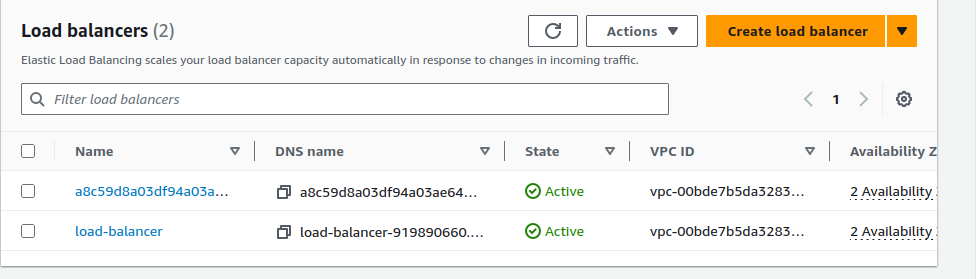 Load balancers (2)
Actions
Create load balancer
Elastic Load Balancing scales your load balancer capacity automatically in response to changes in incoming traffic.
Filter load balancers
1
Name DNS name State VPC ID Availability Z
a8c59d8a03df94a03a... a8c59d8a03df94a03ae64... Active vpc-00bde7b5da3283... 2 Availability
load-balancer load-balancer-919890660.... Active vpc-00bde7b5da3283... 2 Availability